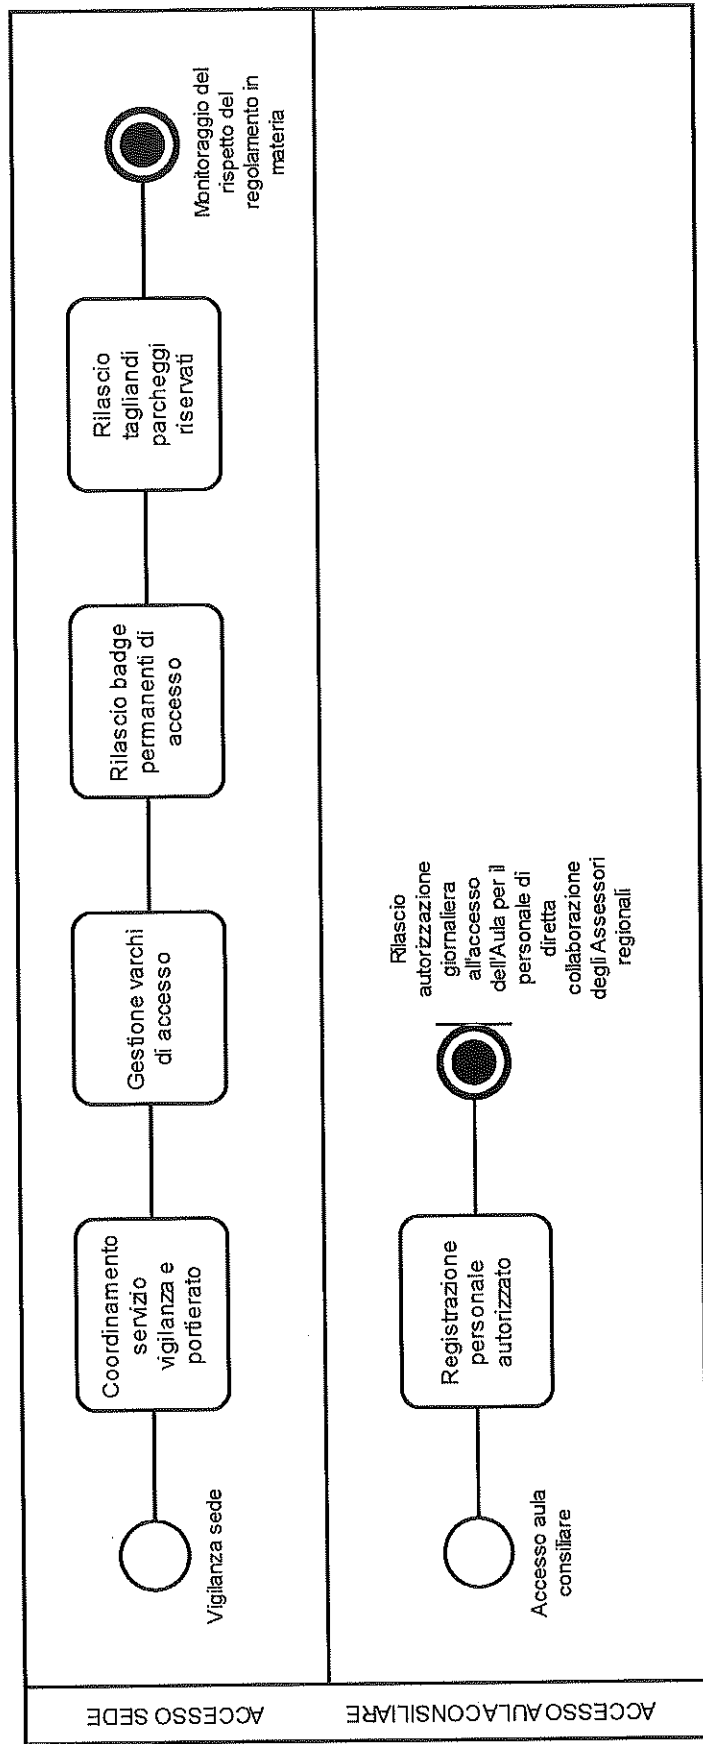 ACCESSO SEDE
Vigilanza sede
Coordinamento
servizio
vigilanza e
portierato
Gestione varchi
di accesso
Rilascio badge
permanenti di
accesso
Rilascio
tagliandi
parcheggi
riservati
Monitoraggio del
rispetto del
regolamento in
materia
ACCESSO AULA CONSILIARE
Accesso aula
consiliare
Registrazione
personale
autorizzato
Rilascio
autorizzazione
giornaliera
all'accesso
dell'Aula per il
personale di
diretta
collaborazione
degli Assessori
regionali